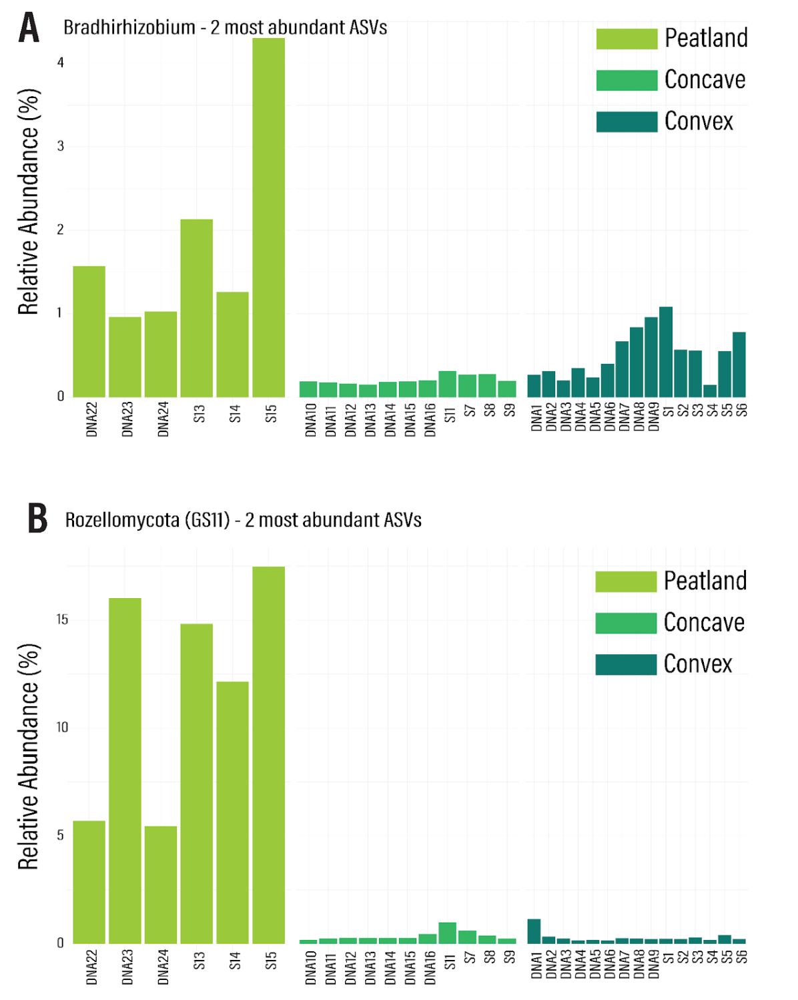 A
Bradhirhizobium - 2 most abundant ASVs
Peatland
Concave
Convex
Relative Abundance (%)
4
3
2
1
0
DNA22 DNA23 DNA24 S13 S14 S15 DNA10 DNA11 DNA12 DNA13 DNA14 DNA15 DNA16 S11 S7 S8 S9 DNA1 DNA2 DNA3 DNA4 DNA5 DNA6 DNA7 DNA8 DNA9 S1 S2 S3 S4 S5 S6
B
Rozellomycota (GS11) - 2 most abundant ASVs
Peatland
Concave
Convex
Relative Abundance (%)
15
10
5
0
DNA22 DNA23 DNA24 S13 S14 S15 DNA10 DNA11 DNA12 DNA13 DNA14 DNA15 DNA16 S11 S7 S8 S9 DNA1 DNA2 DNA3 DNA4 DNA5 DNA6 DNA7 DNA8 DNA9 S1 S2 S3 S4 S5 S6